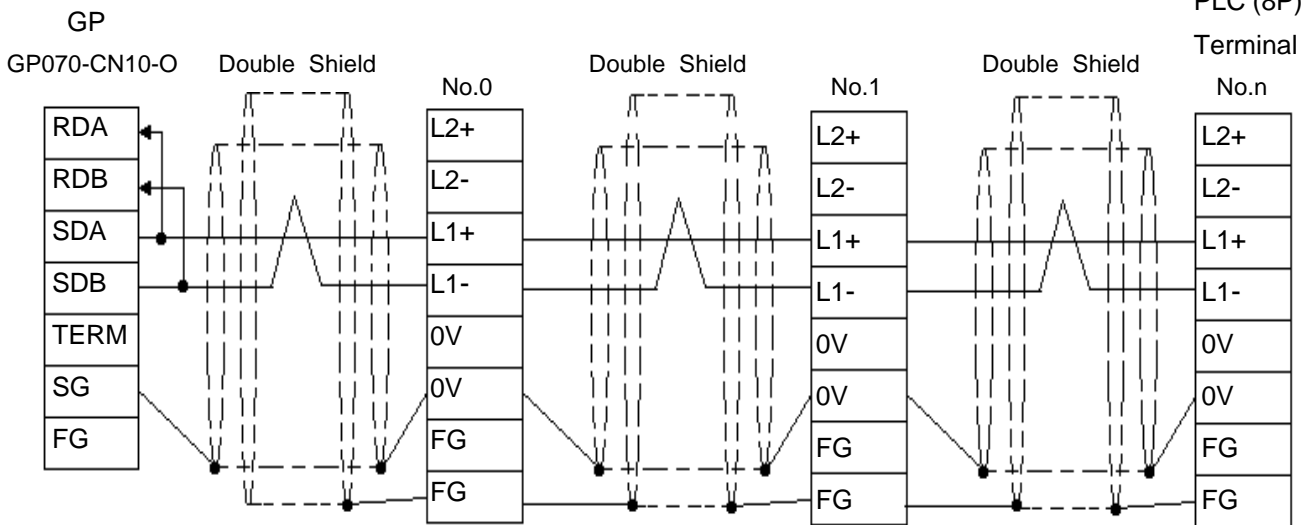 PLC (8P)
GP
Terminal
GP070-CN10-O
Double Shield
Double Shield
Double Shield
No.0
No.1
No.n
RDA
RDB
SDA
SDB
TERM
SG
FG
L2+
L2-
L1+
L1-
0V
0V
FG
FG
L2+
L2-
L1+
L1-
0V
0V
FG
FG
L2+
L2-
L1+
L1-
0V
0V
FG
FG